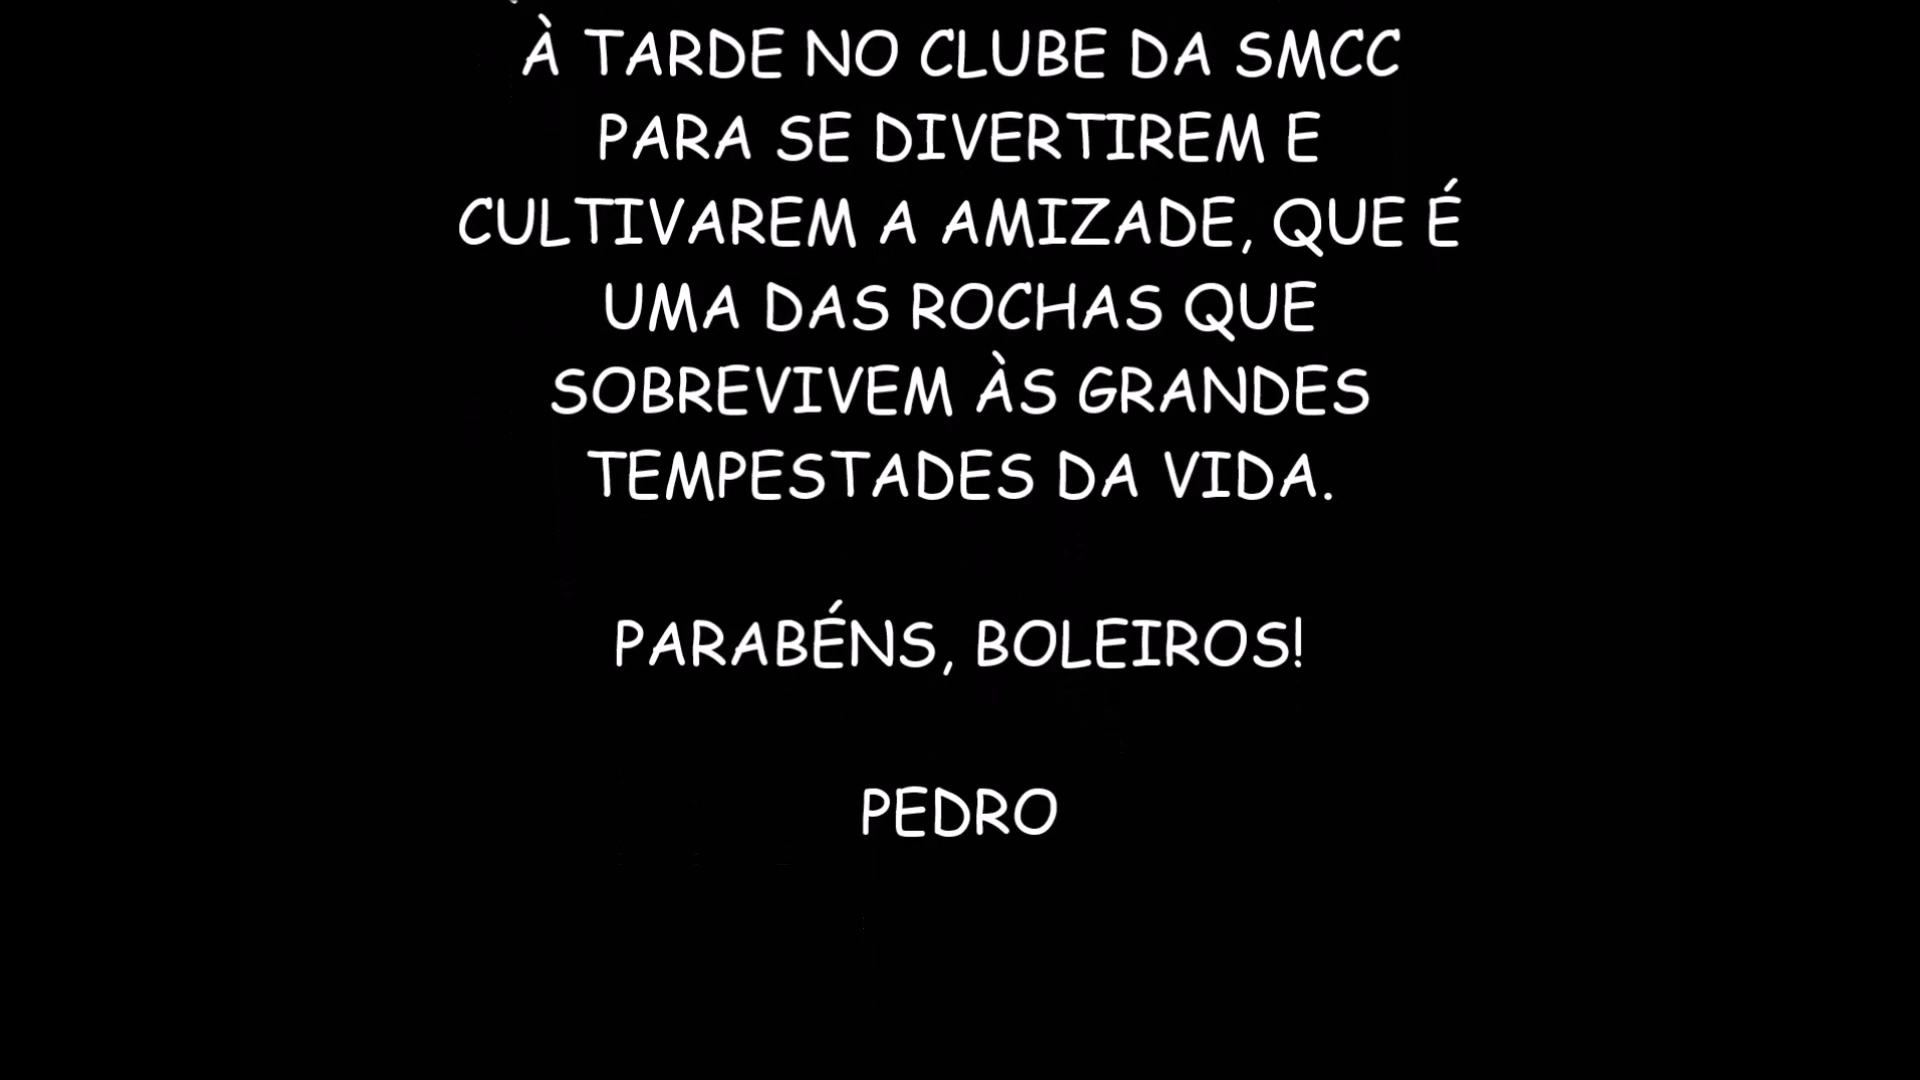 À TARDE NO CLUBE DA SMCC
PARA SE DIVERTIREM E
CULTIVAREM A AMIZADE, QUE É
UMA DAS ROCHAS QUE
SOBREVIVEM ÀS GRANDES
TEMPESTADES DA VIDA.
PARABÉNS, BOLEIROS!
PEDRO